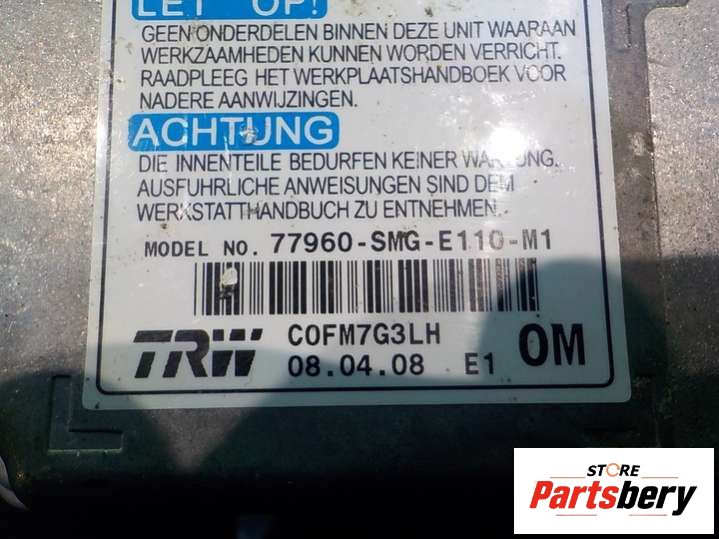 LET OP!
GEEN ONDERDELEN BINNEN DEZE UNIT WAARAAN
WERKZAAMHEDEN KUNNEN WORDEN VERRICHT.
RAADPLEEG HET WERKPLAATSHANDBOEK VOOR
NADERE AANWIJZINGEN.
ACHTUNG
DIE INNENTEILE BEDURFEN KEINER WARTUNG.
AUSFUHRLICHE ANWEISUNGEN SIND DEM
WERKSTATTHANDBUCH ZU ENTNEHMEN.
MODEL NO. 77960-SMG-E110-M1
TRW C0FM7G3LH OM
08.04.08 E1
STORE
Partsbery